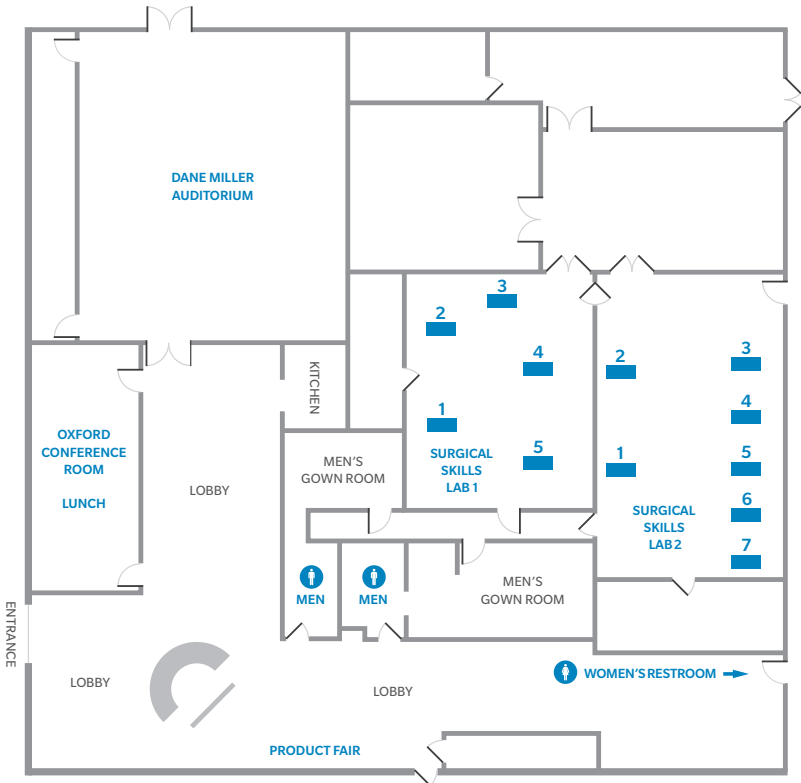 DANE MILLER
AUDITORIUM
3
2
4
1
5
SURGICAL
SKILLS
LAB 1
2
3
4
1
5
6
7
SURGICAL
SKILLS
LAB 2
KITCHEN
OXFORD
CONFERENCE
ROOM
LUNCH
LOBBY
MEN'S
GOWN ROOM
MEN
MEN
MEN'S
GOWN ROOM
ENTRANCE
LOBBY
LOBBY
WOMEN'S RESTROOM
PRODUCT FAIR